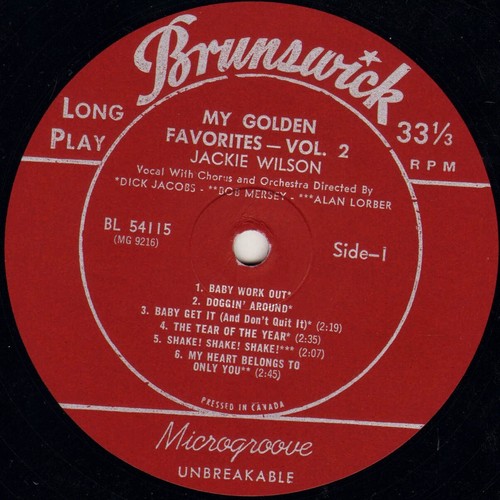 Brunswick
LONG
PLAY
33 1/3
RPM
MY GOLDEN
FAVORITES — VOL. 2
JACKIE WILSON
Vocal With Chorus and Orchestra Directed By
*DICK JACOBS - **BOB MERSEY - ***ALAN LORBER
BL 54115
(MG 9216)
Side-1
1. BABY WORK OUT*
2. DOGGIN' AROUND*
3. BABY GET IT (And Don't Quit It)* (2:19)
4. THE TEAR OF THE YEAR* (2:35)
5. SHAKE! SHAKE! SHAKE!*** (2:07)
6. MY HEART BELONGS TO
ONLY YOU** (2:45)
PRESSED IN CANADA
Microgroove
UNBREAKABLE